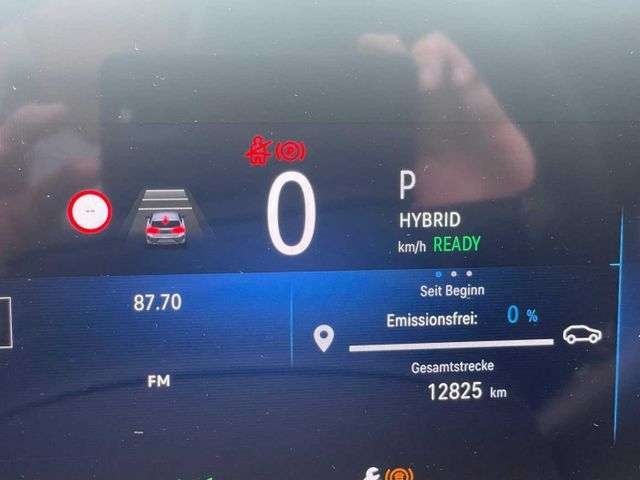 0
P
HYBRID
km/h READY
--
Seit Beginn
87.70
Emissionsfrei: 0 %
FM
Gesamtstrecke
12825 km